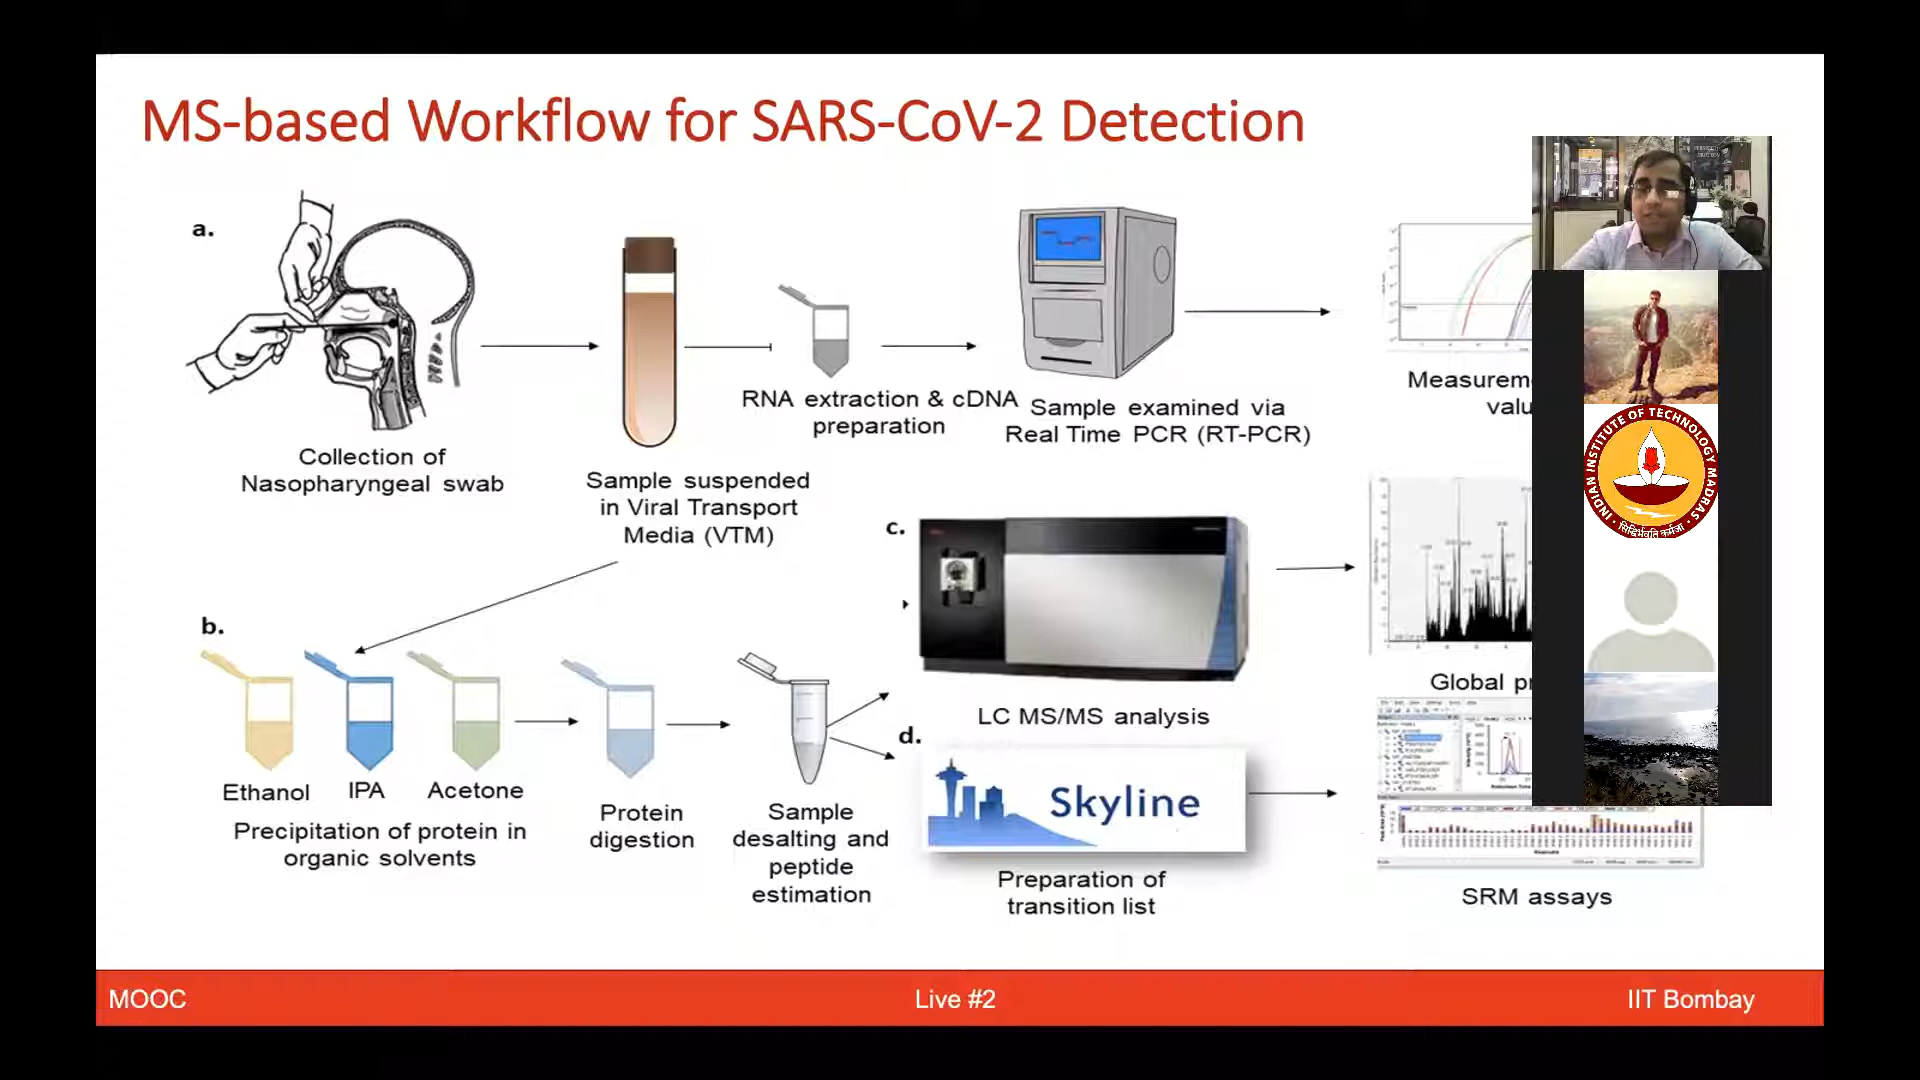 MS-based Workflow for SARS-CoV-2 Detection
a.
Collection of
Nasopharyngeal swab
Sample suspended
in Viral Transport
Media (VTM)
RNA extraction & cDNA
preparation
Sample examined via
Real Time PCR (RT-PCR)
b.
Ethanol
IPA
Acetone
Precipitation of protein in
organic solvents
Protein
digestion
Sample
desalting and
peptide
estimation
c.
LC MS/MS analysis
Global
d.
Skyline
Preparation of
transition list
SRM assays
INDIAN INSTITUTE OF TECHNOLOGY MADRAS
सिद्धिर्भवति कर्मजा
MOOC
Live #2
IIT Bombay